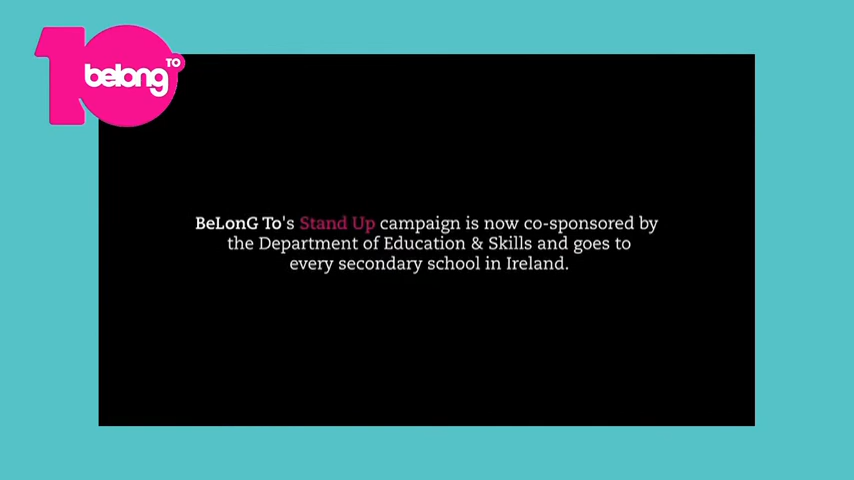 10
belong TO
BeLonG To's Stand Up campaign is now co-sponsored by
the Department of Education & Skills and goes to
every secondary school in Ireland.